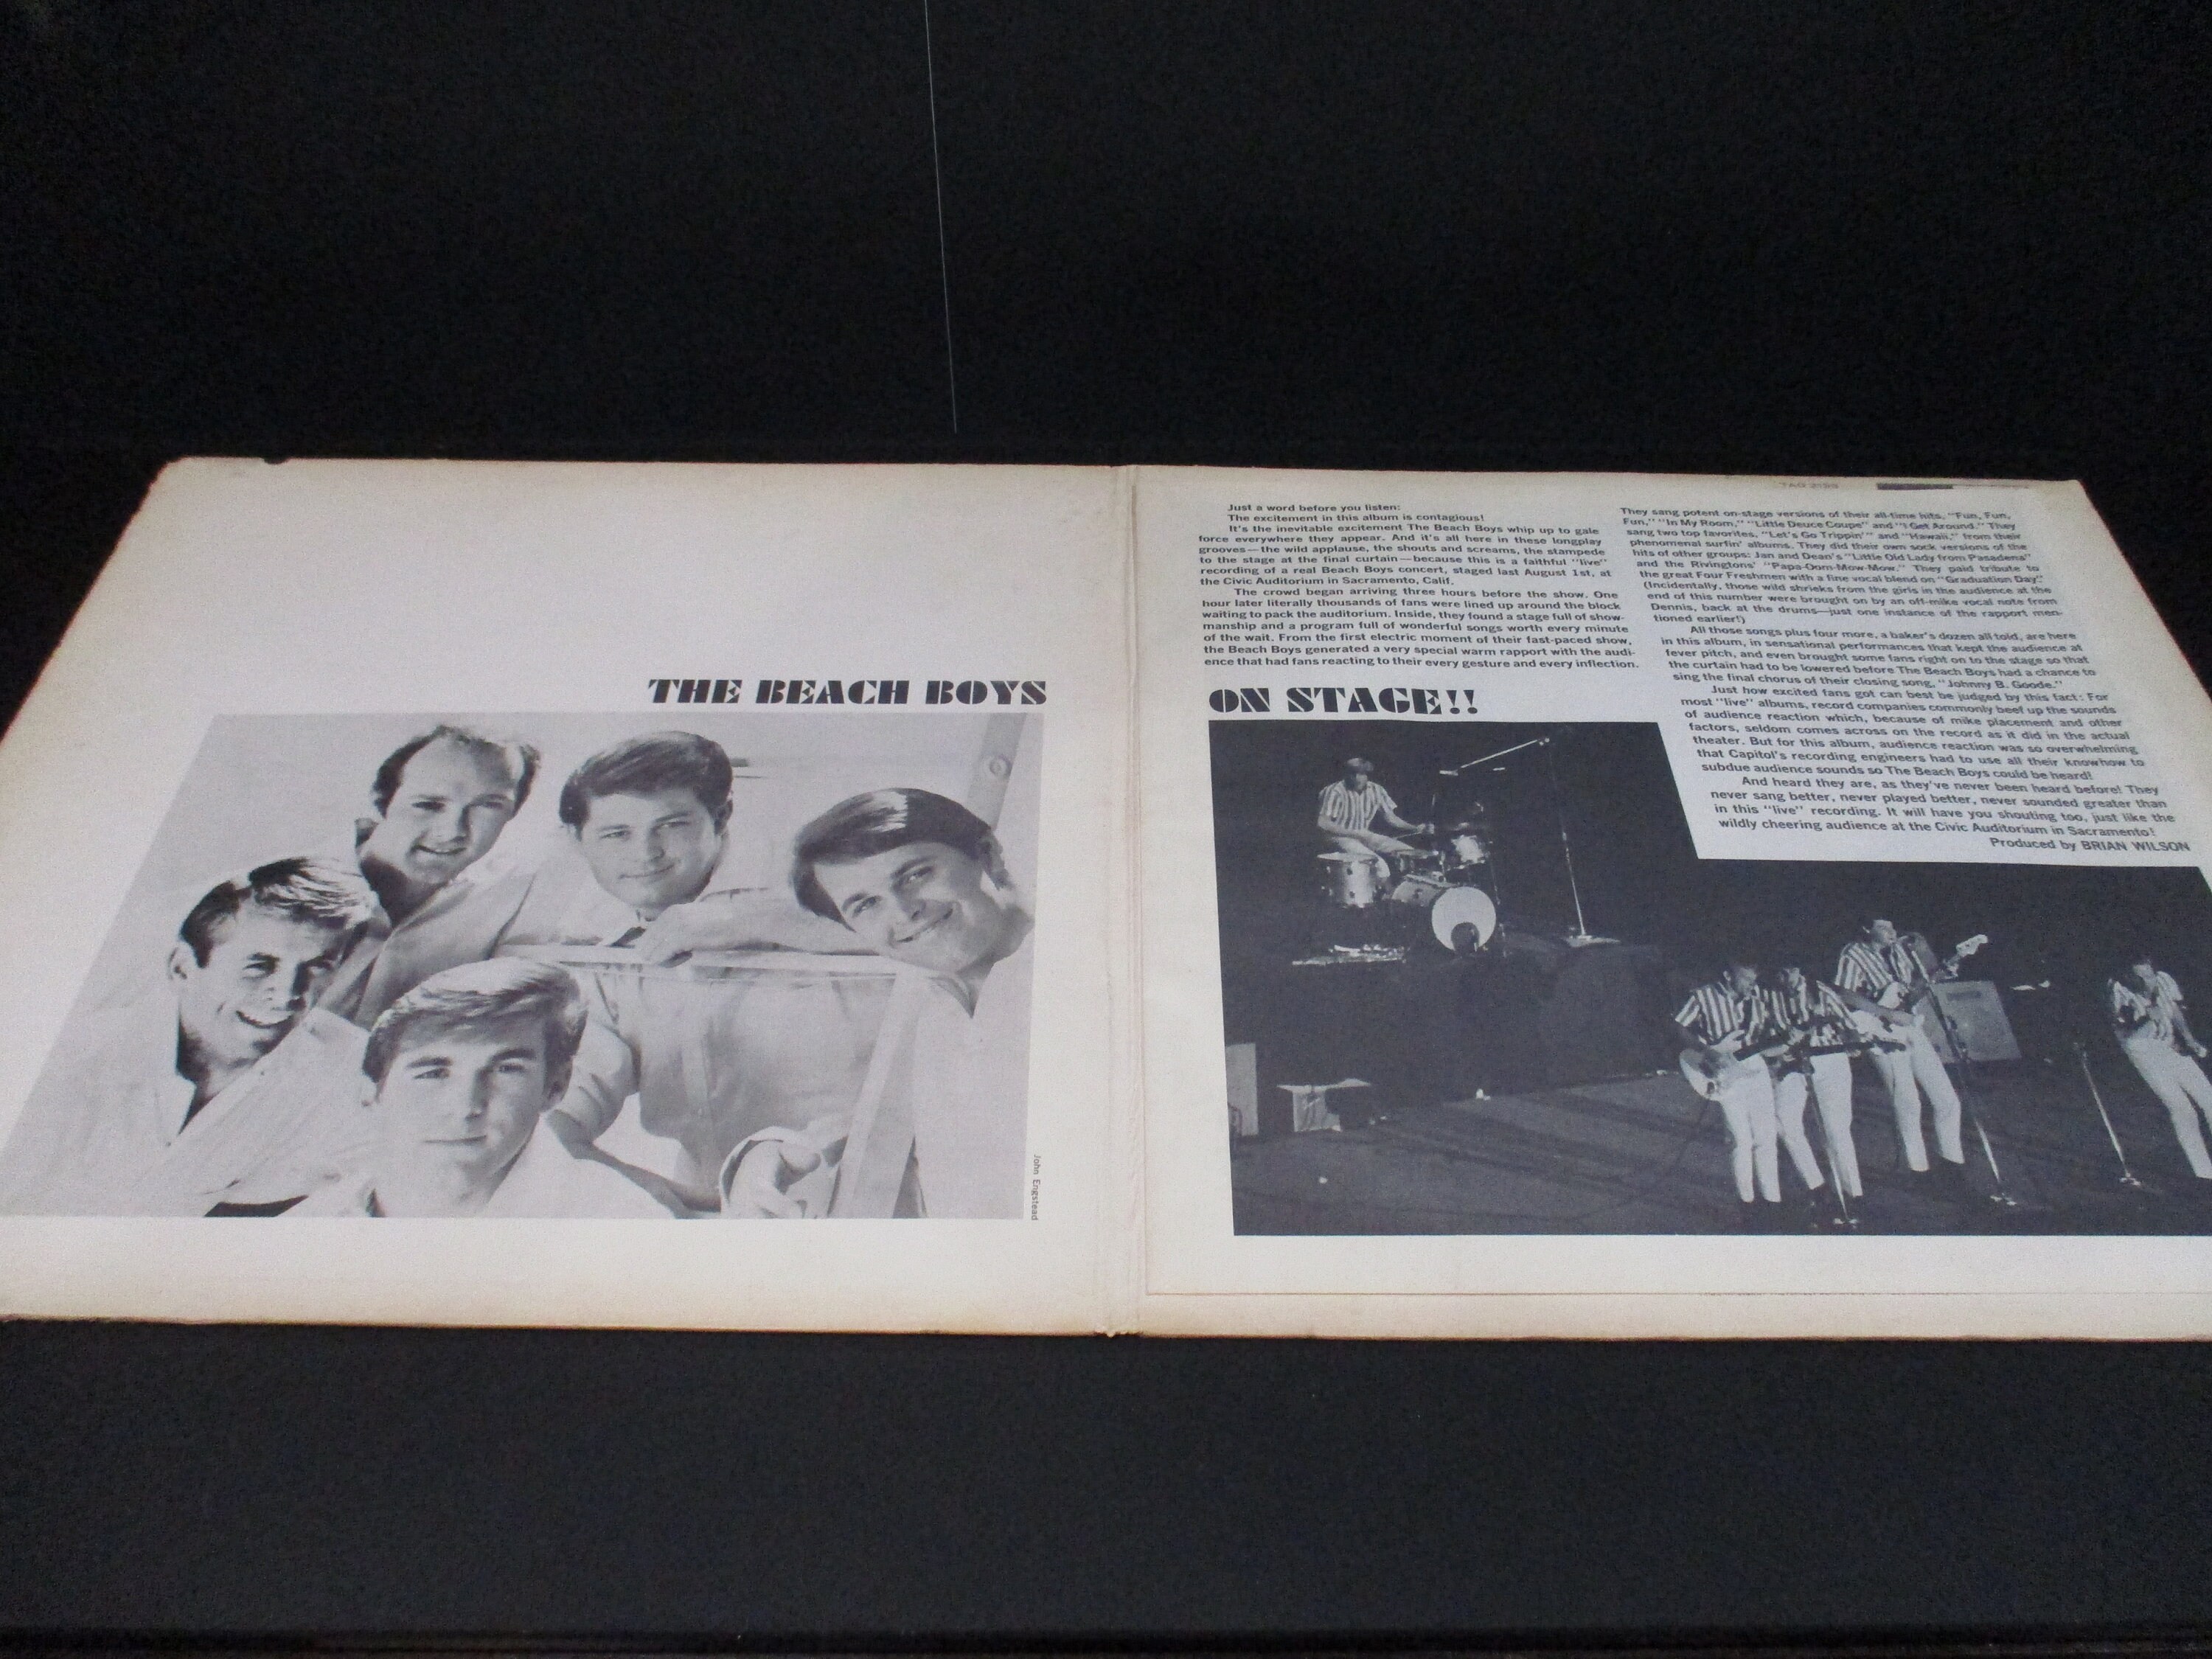 THE BEACH BOYS
John Engstead
TAO 2198
Just a word before you listen:
The excitement in this album is contagious!
It's the inevitable excitement The Beach Boys whip up to gale
force everywhere they appear. And it's all here in these longplay
grooves—the wild applause, the shouts and screams, the stampede
to the stage at the final curtain—because this is a faithful "live"
recording of a real Beach Boys concert, staged last August 1st, at
the Civic Auditorium in Sacramento, Calif.
The crowd began arriving three hours before the show. One
hour later literally thousands of fans were lined up around the block
waiting to pack the auditorium. Inside, they found a stage full of show-
manship and a program full of wonderful songs worth every minute
of the wait. From the first electric moment of their fast-paced show,
the Beach Boys generated a very special warm rapport with the audi-
ence that had fans reacting to their every gesture and every inflection.
ON STAGE!!
They sang potent on-stage versions of their all-time hits, "Fun, Fun,
Fun," "In My Room," "Little Deuce Coupe" and "I Get Around." They
sang two top favorites, "Let's Go Trippin'" and "Hawaii," from their
phenomenal surfin' albums. They did their own sock versions of the
hits of other groups: Jan and Dean's "Little Old Lady from Pasadena"
and the Rivingtons' "Papa-Oom-Mow-Mow." They paid tribute to
the great Four Freshmen with a fine vocal blend on "Graduation Day."
(Incidentally, those wild shrieks from the girls in the audience at the
end of this number were brought on by an off-mike vocal note from
Dennis, back at the drums—just one instance of the rapport men-
tioned earlier!)
All those songs plus four more, a baker's dozen all told, are here
in this album, in sensational performances that kept the audience at
fever pitch, and even brought some fans right on to the stage so that
the curtain had to be lowered before The Beach Boys had a chance to
sing the final chorus of their closing song, "Johnny B. Goode."
Just how excited fans got can best be judged by this fact: For
most "live" albums, record companies commonly beef up the sounds
of audience reaction which, because of mike placement and other
factors, seldom comes across on the record as it did in the actual
theater. But for this album, audience reaction was so overwhelming
that Capitol's recording engineers had to use all their knowhow to
subdue audience sounds so The Beach Boys could be heard!
And heard they are, as they've never been heard before! They
never sang better, never played better, never sounded greater than
in this "live" recording. It will have you shouting too, just like the
wildly cheering audience at the Civic Auditorium in Sacramento!
Produced by BRIAN WILSON